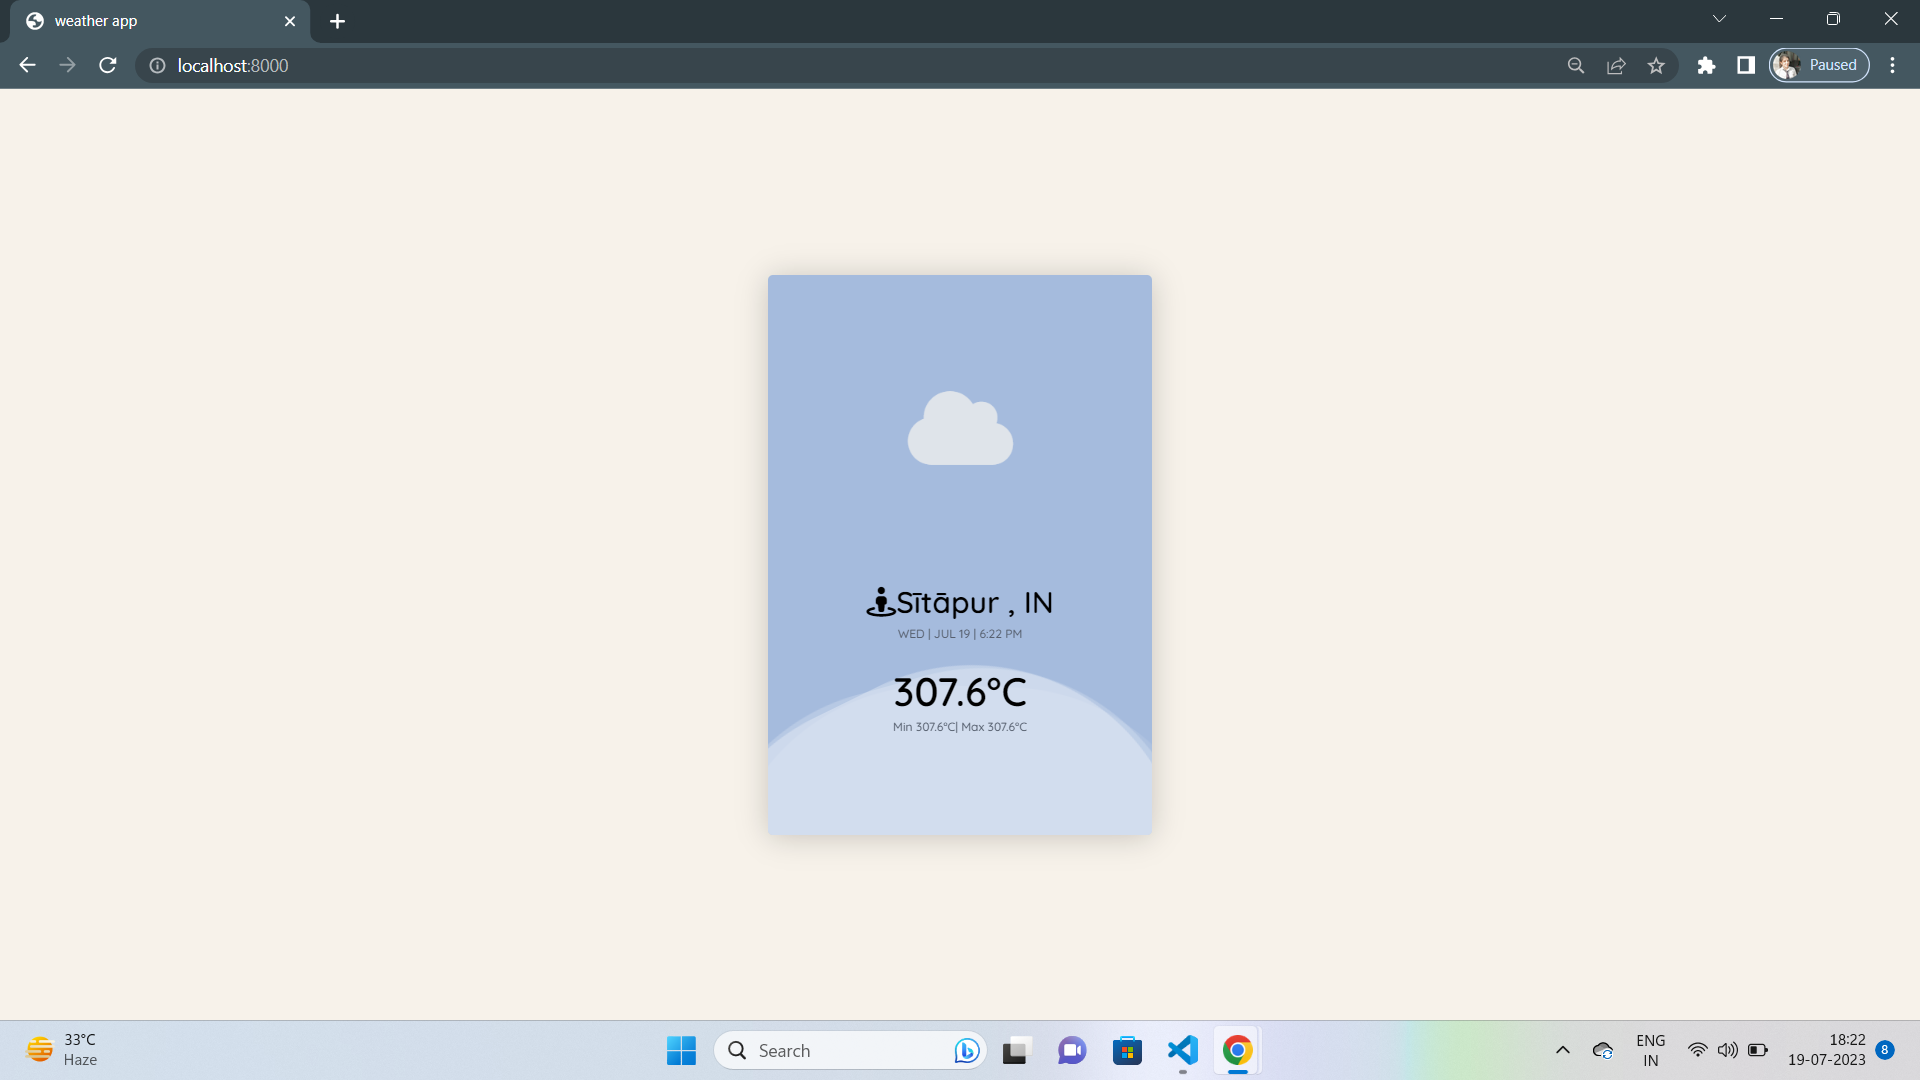 weather app
localhost:8000
Paused
Sītāpur , IN
WED | JUL 19 | 6:22 PM
307.6°C
Min 307.6°C| Max 307.6°C
33°C
Haze
Search
ENG
IN
18:22
19-07-2023
8